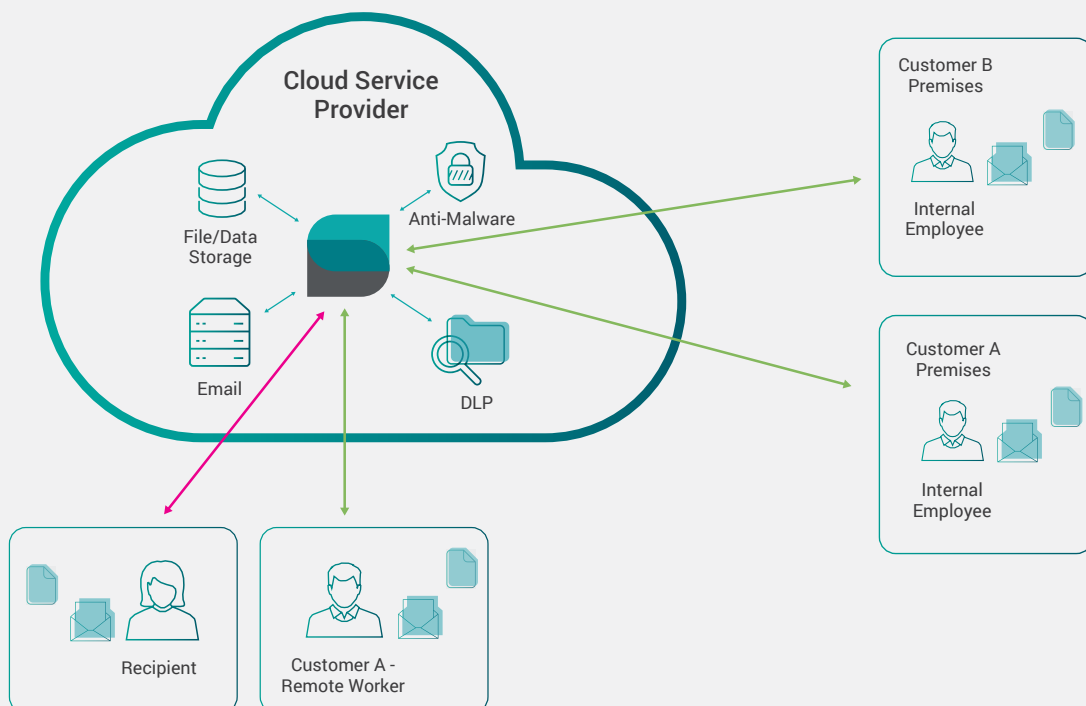 Cloud Service
Provider
File/Data
Storage
Anti-Malware
Email
DLP
Customer B
Premises
Internal
Employee
Customer A
Premises
Internal
Employee
Recipient
Customer A -
Remote Worker